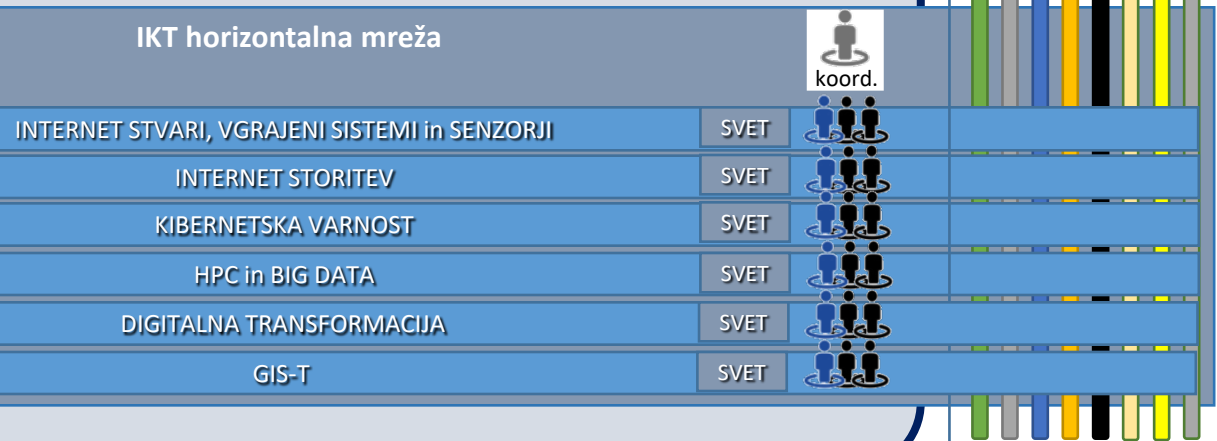 IKT horizontalna mreža
koord.
INTERNET STVARI, VGRAJENI SISTEMI in SENZORJI SVET
INTERNET STORITEV SVET
KIBERNETSKA VARNOST SVET
HPC in BIG DATA SVET
DIGITALNA TRANSFORMACIJA SVET
GIS-T SVET